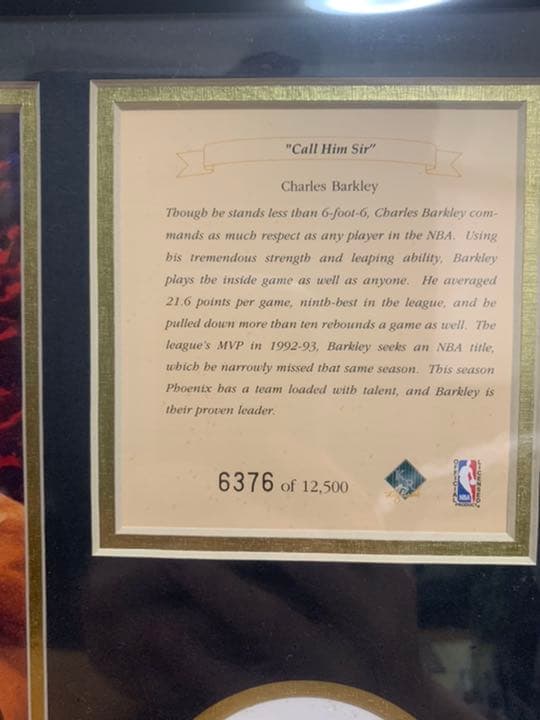 "Call Him Sir"
Charles Barkley
Though he stands less than 6-foot-6, Charles Barkley com-
mands as much respect as any player in the NBA. Using
his tremendous strength and leaping ability, Barkley
plays the inside game as well as anyone. He averaged
21.6 points per game, ninth-best in the league, and he
pulled down more than ten rebounds a game as well. The
league's MVP in 1992-93, Barkley seeks an NBA title,
which he narrowly missed that same season. This season
Phoenix has a team loaded with talent, and Barkley is
their proven leader.
6376 of 12,500
OFFICIAL
LICENSED
NBA
PRODUCT